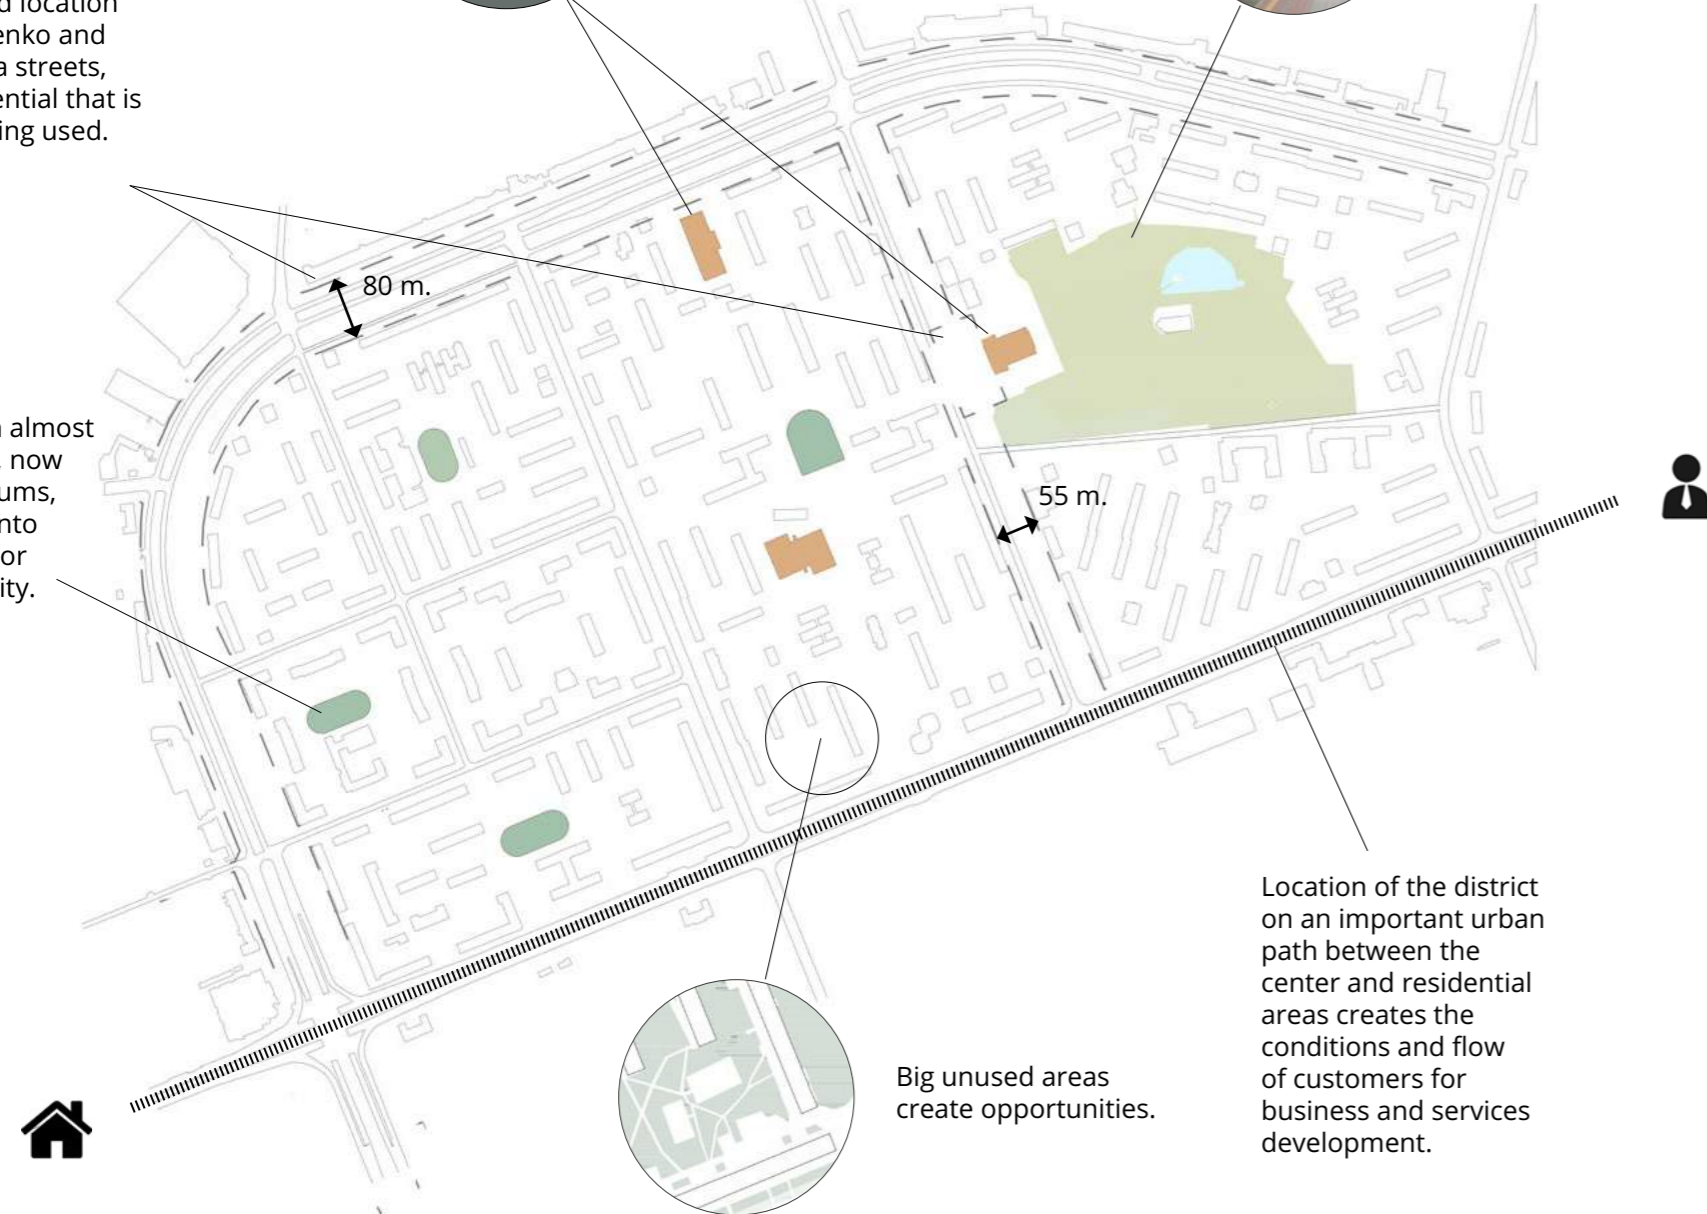 d location
enko and
a streets,
ential that is
ing used.
80 m.
almost
now
ums,
nto
or
ity.
55 m.
Big unused areas
create opportunities.
Location of the district
on an important urban
path between the
center and residential
areas creates the
conditions and flow
of customers for
business and services
development.